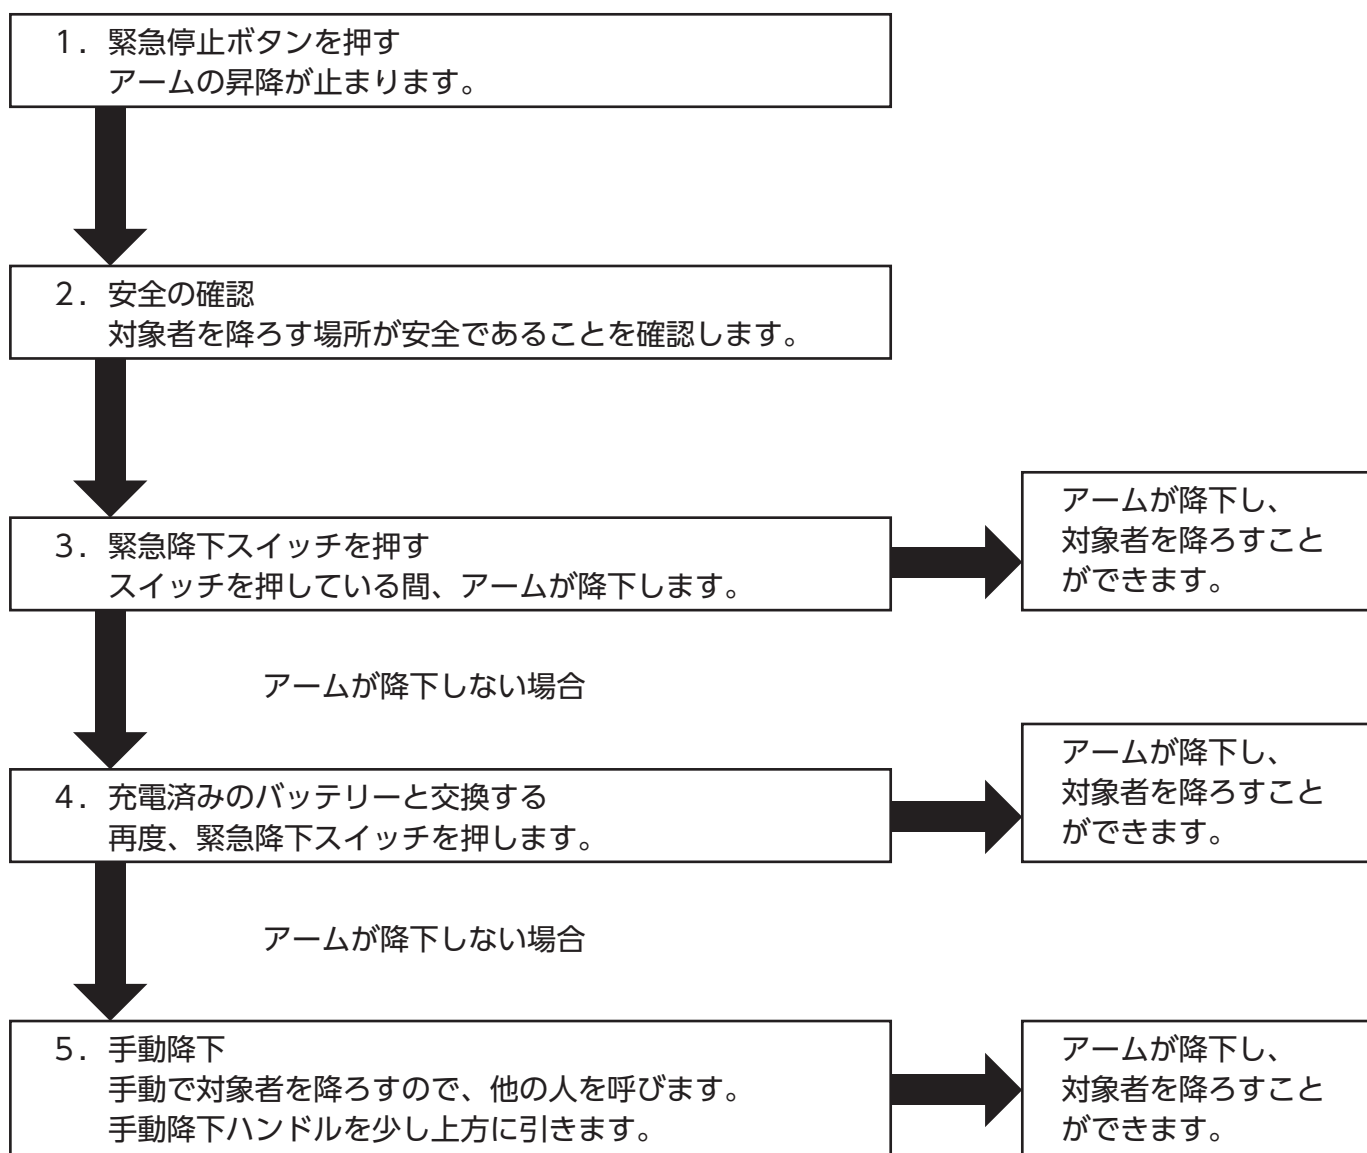 1．緊急停止ボタンを押す
アームの昇降が止まります。
2．安全の確認
対象者を降ろす場所が安全であることを確認します。
3．緊急降下スイッチを押す
スイッチを押している間、アームが降下します。
アームが降下し、
対象者を降ろすこと
ができます。
アームが降下しない場合
4．充電済みのバッテリーと交換する
再度、緊急降下スイッチを押します。
アームが降下し、
対象者を降ろすこと
ができます。
アームが降下しない場合
5．手動降下
手動で対象者を降ろすので、他の人を呼びます。
手動降下ハンドルを少し上方に引きます。
アームが降下し、
対象者を降ろすこと
ができます。